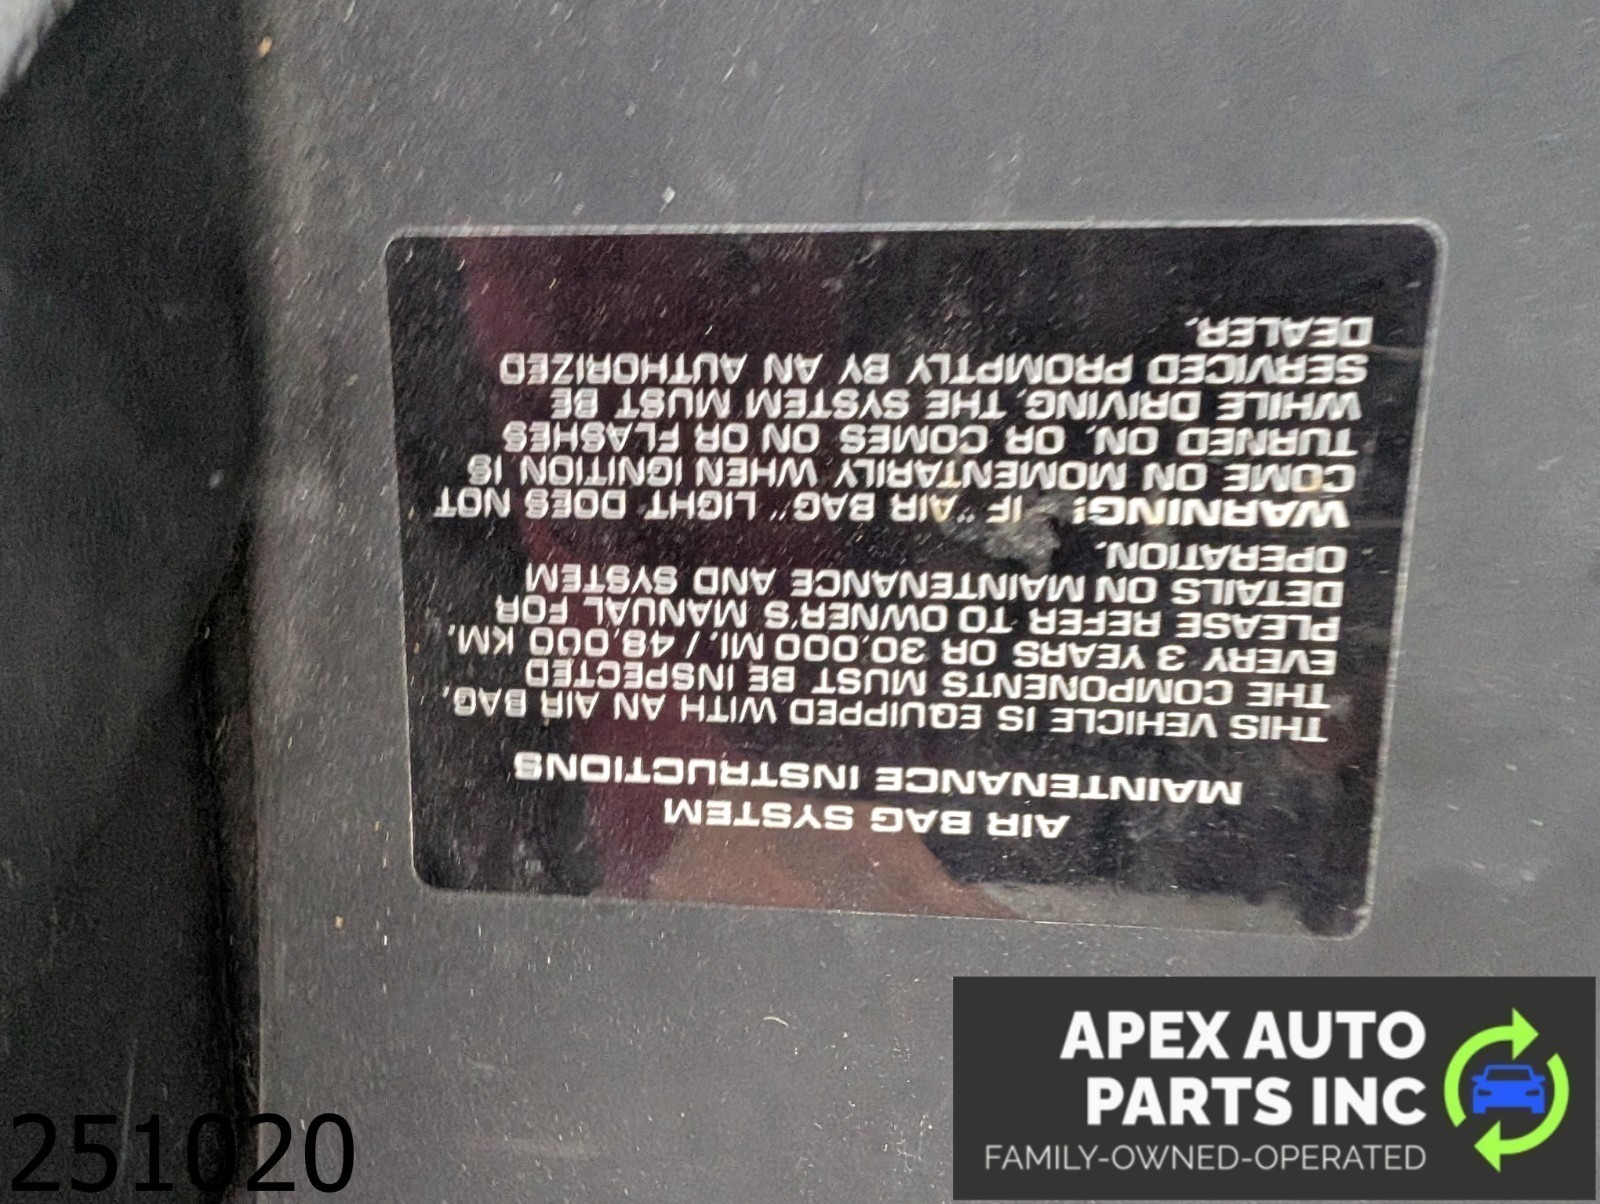 AIR BAG SYSTEM
MAINTENANCE INSTRUCTIONS
THIS VEHICLE IS EQUIPPED WITH AN AIR BAG,
THE COMPONENTS MUST BE INSPECTED
EVERY 3 YEARS OR 30,000 MI. / 48,000 KM.
PLEASE REFER TO OWNER'S MANUAL FOR
DETAILS ON MAINTENANCE AND SYSTEM
OPERATION.
WARNING! IF "AIR BAG" LIGHT DOES NOT
COME ON MOMENTARILY WHEN IGNITION IS
TURNED ON, OR COMES ON OR FLASHES
WHILE DRIVING, THE SYSTEM MUST BE
SERVICED PROMPTLY BY AN AUTHORIZED
DEALER.
APEX AUTO
PARTS INC
FAMILY-OWNED-OPERATED
251020